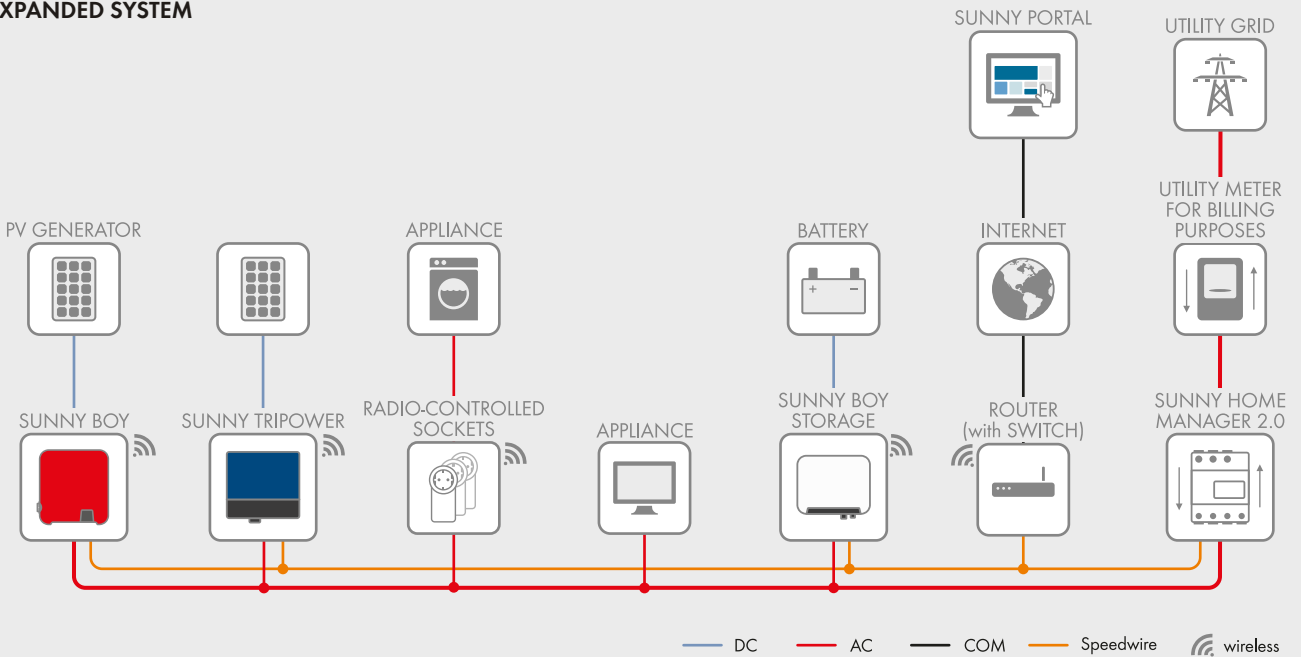 XPANDED SYSTEM
SUNNY PORTAL
UTILITY GRID
UTILITY METER
FOR BILLING
PURPOSES
PV GENERATOR
APPLIANCE
BATTERY
INTERNET
+ −
SUNNY BOY
SUNNY TRIPOWER
RADIO-CONTROLLED
SOCKETS
APPLIANCE
SUNNY BOY
STORAGE
ROUTER
(with SWITCH)
SUNNY HOME
MANAGER 2.0
DC
AC
COM
Speedwire
wireless